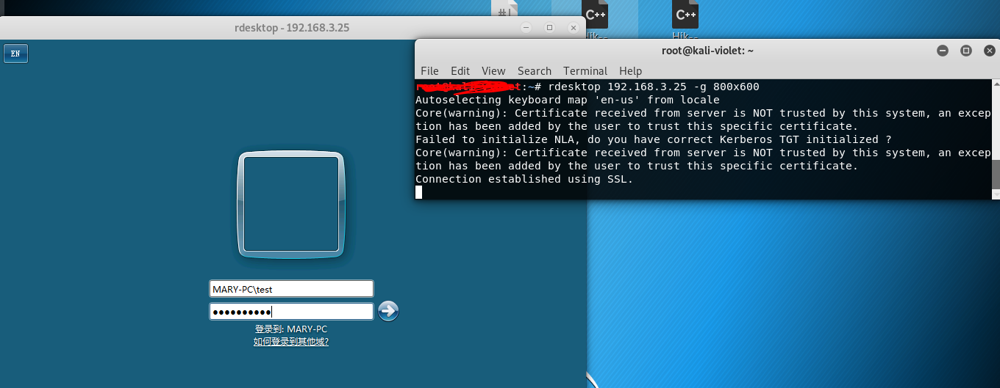 #!
C++
C++
rdesktop - 192.168.3.25
EN
MARY-PC\test
登录到: MARY-PC
如何登录到其他域?
root@kali-violet: ~
File Edit View Search Terminal Help
:~# rdesktop 192.168.3.25 -g 800x600
Autoselecting keyboard map 'en-us' from locale
Core(warning): Certificate received from server is NOT trusted by this system, an excep
tion has been added by the user to trust this specific certificate.
Failed to initialize NLA, do you have correct Kerberos TGT initialized ?
Core(warning): Certificate received from server is NOT trusted by this system, an excep
tion has been added by the user to trust this specific certificate.
Connection established using SSL.